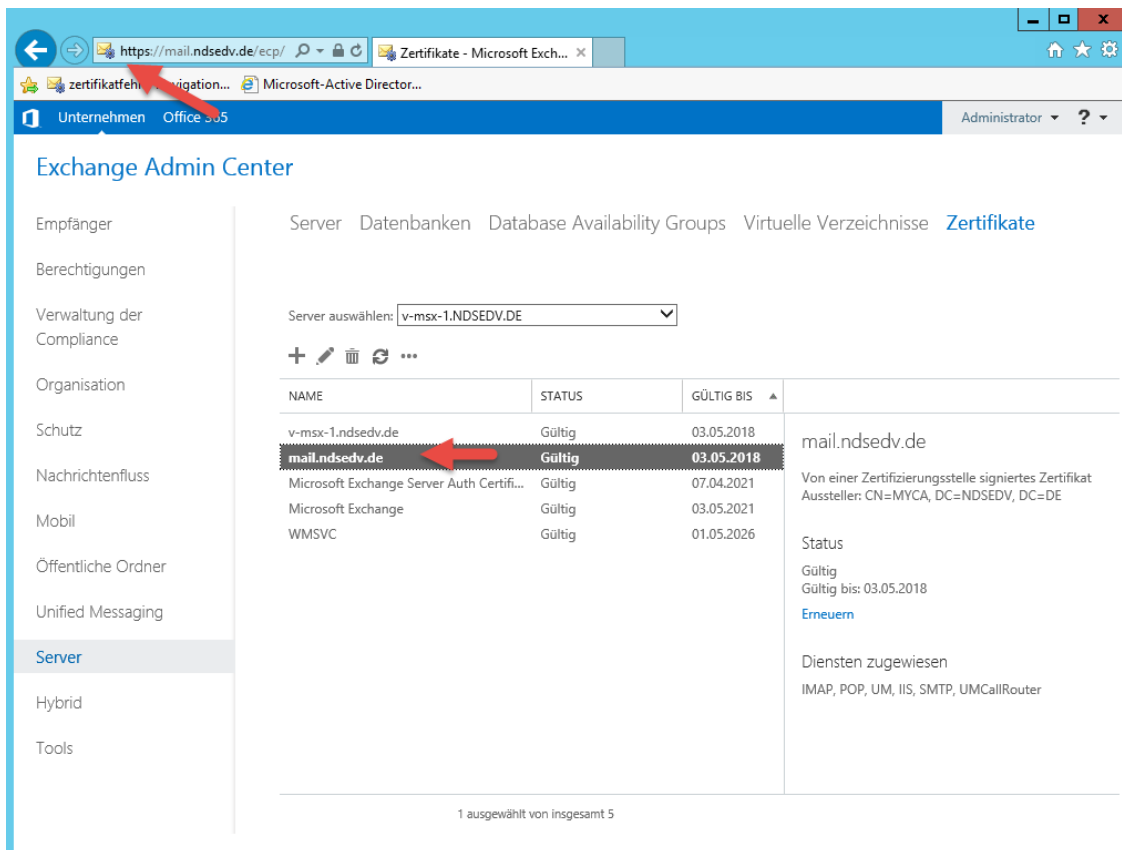 https://mail.ndsedv.de/ecp/
Zertifikate - Microsoft Exch...
Microsoft-Active Director...
Unternehmen Office 365
Administrator ?
Exchange Admin Center
Empfänger
Berechtigungen
Verwaltung der
Compliance
Organisation
Schutz
Nachrichtenfluss
Mobil
Öffentliche Ordner
Unified Messaging
Server
Hybrid
Tools
Server Datenbanken Database Availability Groups Virtuelle Verzeichnisse Zertifikate
Server auswählen: v-msx-1.NDSEDV.DE
NAME STATUS GÜLTIG BIS
v-msx-1.ndsedv.de Gültig 03.05.2018
mail.ndsedv.de Gültig 03.05.2018
Microsoft Exchange Server Auth Certifi... Gültig 07.04.2021
Microsoft Exchange Gültig 03.05.2021
WMSVC Gültig 01.05.2026
mail.ndsedv.de
Von einer Zertifizierungsstelle signiertes Zertifikat
Aussteller: CN=MYCA, DC=NDSEDV, DC=DE
Status
Gültig
Gültig bis: 03.05.2018
Erneuern
Diensten zugewiesen
IMAP, POP, UM, IIS, SMTP, UMCallRouter
1 ausgewählt von insgesamt 5